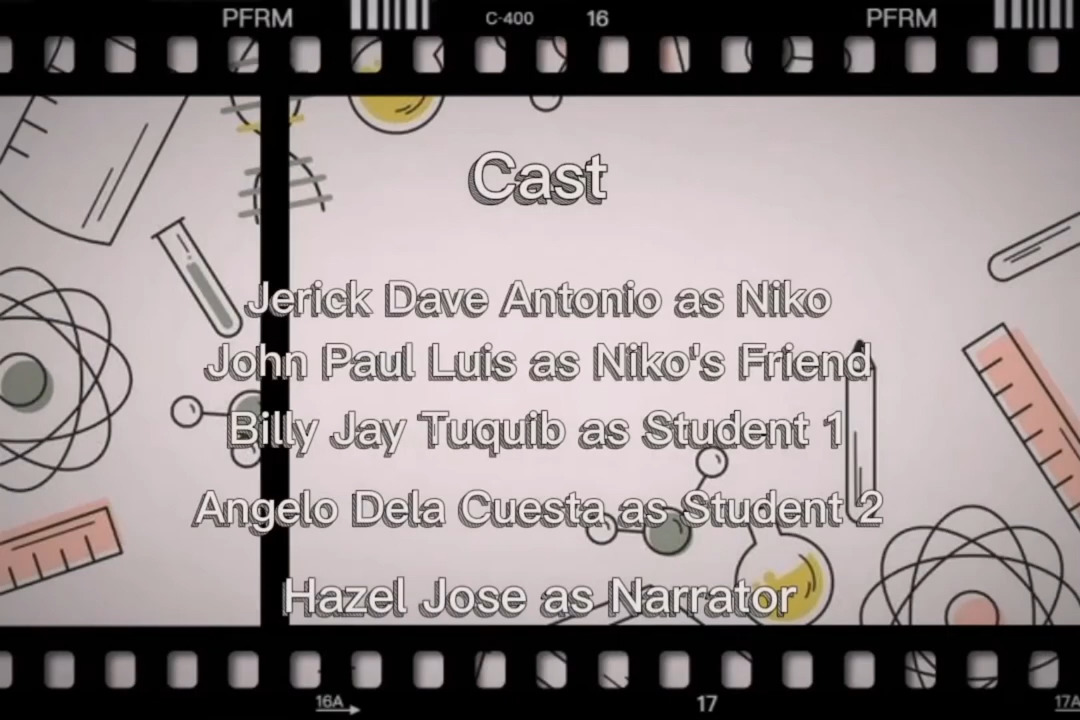 PFRM C-400 16 PFRM
Cast
Jerick Dave Antonio as Niko
John Paul Luis as Niko's Friend
Billy Jay Tuquib as Student 1
Angelo Dela Cuesta as Student 2
Hazel Jose as Narrator
16A 17 17A